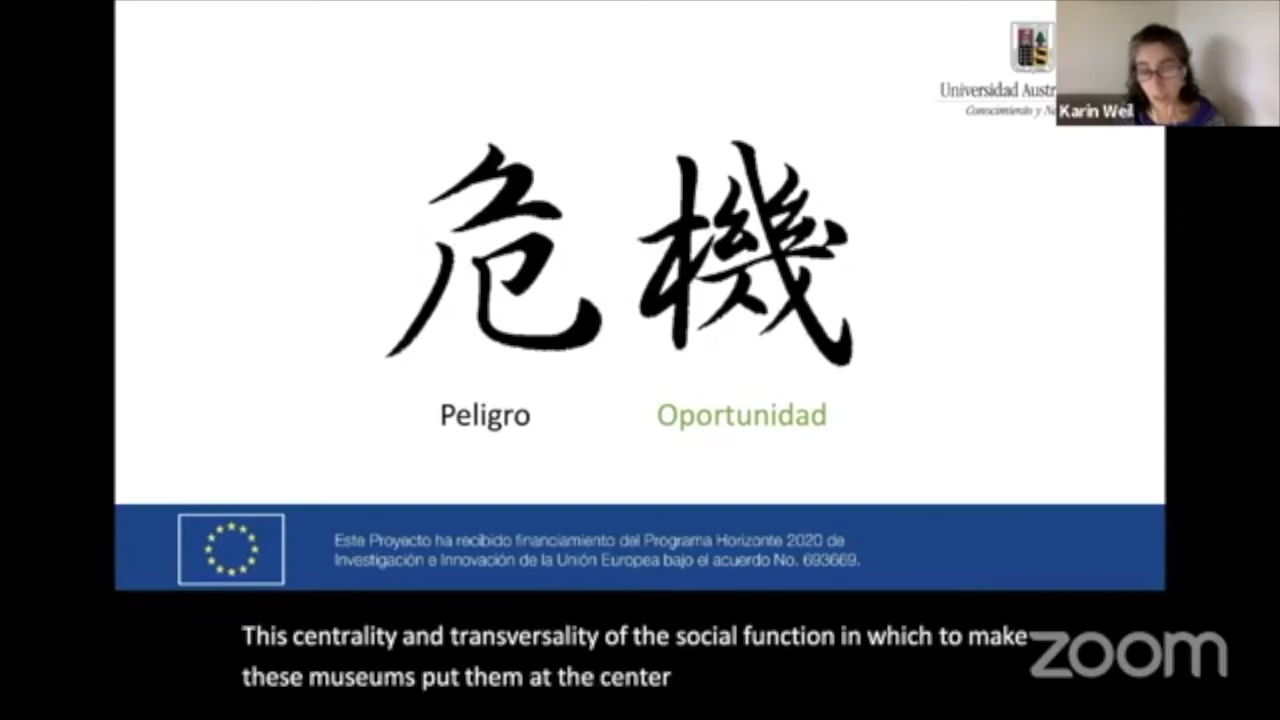 Universidad Austr
Conocimiento y Na
Karin Weil
危機
Peligro Oportunidad
Este Proyecto ha recibido financiamiento del Programa Horizonte 2020 de
Investigación e Innovación de la Unión Europea bajo el acuerdo No. 693669.
This centrality and transversality of the social function in which to make
these museums put them at the center
zoom